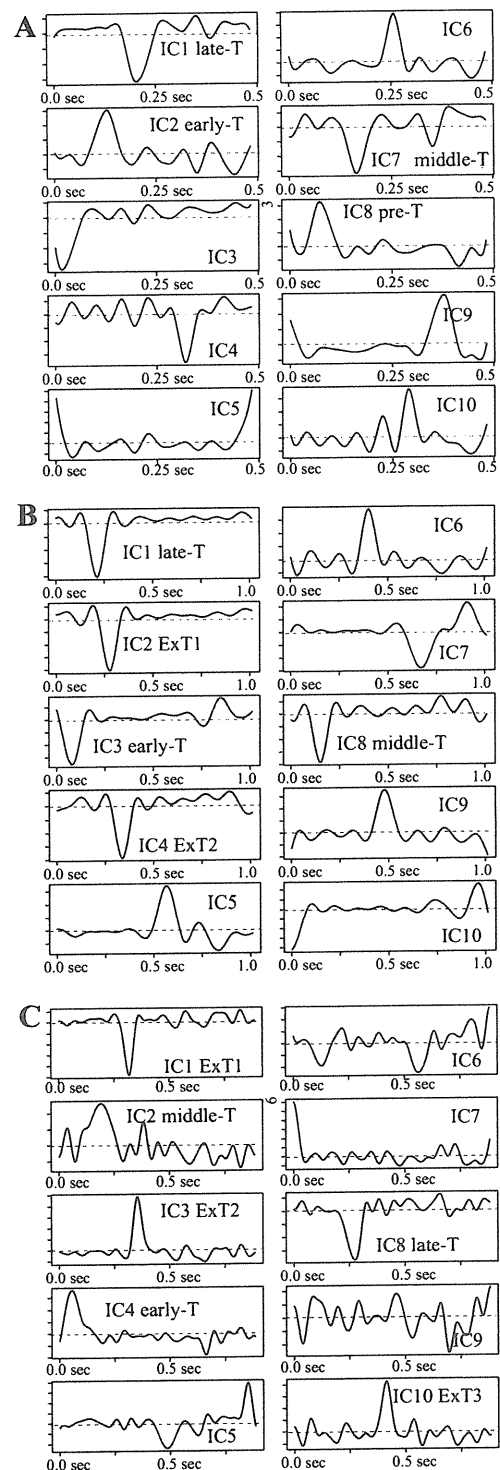 A
IC1 late-T
0.0 sec 0.25 sec 0.5
IC6
0.0 sec 0.25 sec 0.5
IC2 early-T
0.0 sec 0.25 sec 0.5
IC7 middle-T
0.0 sec 0.25 sec 0.5
3
IC3
0.0 sec 0.25 sec 0.5
IC8 pre-T
0.0 sec 0.25 sec 0.5
IC4
0.0 sec 0.25 sec 0.5
IC9
0.0 sec 0.25 sec 0.5
IC5
0.0 sec 0.25 sec 0.5
IC10
0.0 sec 0.25 sec 0.5
B
IC1 late-T
0.0 sec 0.5 sec 1.0
IC6
0.0 sec 0.5 sec 1.0
IC2 ExT1
0.0 sec 0.5 sec 1.0
IC7
0.0 sec 0.5 sec 1.0
IC3 early-T
0.0 sec 0.5 sec 1.0
IC8 middle-T
0.0 sec 0.5 sec 1.0
IC4 ExT2
0.0 sec 0.5 sec 1.0
IC9
0.0 sec 0.5 sec 1.0
IC5
0.0 sec 0.5 sec 1.0
IC10
0.0 sec 0.5 sec 1.0
C
IC1 ExT1
0.0 sec 0.5 sec
IC6
0.0 sec 0.5 sec
IC2 middle-T
0.0 sec 0.5 sec
6
IC7
0.0 sec 0.5 sec
IC3 ExT2
0.0 sec 0.5 sec
IC8 late-T
0.0 sec 0.5 sec
IC4 early-T
0.0 sec 0.5 sec
IC9
0.0 sec 0.5 sec
IC5
0.0 sec 0.5 sec
IC10 ExT3
0.0 sec 0.5 sec